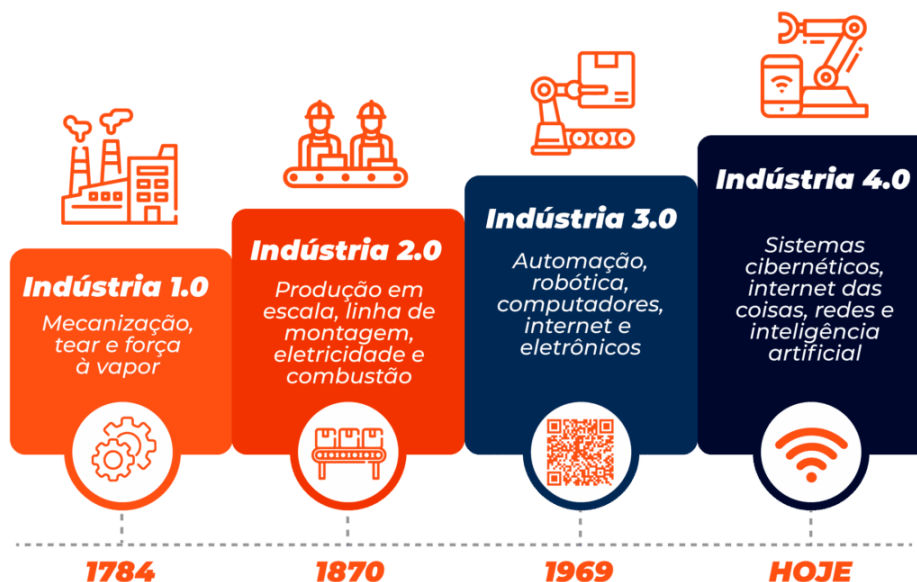 Indústria 1.0
Mecanização,
tear e força
à vapor
1784
Indústria 2.0
Produção em
escala, linha de
montagem,
eletricidade e
combustão
1870
Indústria 3.0
Automação,
robótica,
computadores,
internet e
eletrônicos
1969
Indústria 4.0
Sistemas
cibernéticos,
internet das
coisas, redes e
inteligência
artificial
HOJE